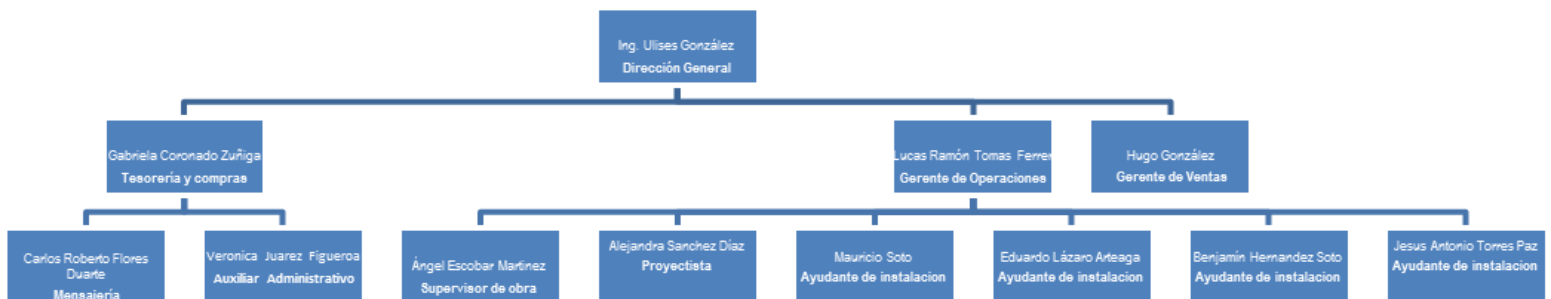 Ing. Ulises González
Dirección General
Gabriela Coronado Zuñiga
Tesorería y compras
Lucas Ramón Tomas Ferrer
Gerente de Operaciones
Hugo González
Gerente de Ventas
Carlos Roberto Flores
Duarte
Mensajería
Veronica Juarez Figueroa
Auxiliar Administrativo
Ángel Escobar Martinez
Supervisor de obra
Alejandra Sanchez Díaz
Proyectista
Mauricio Soto
Ayudante de instalacion
Eduardo Lázaro Arteaga
Ayudante de instalacion
Benjamín Hernandez Soto
Ayudante de instalacion
Jesus Antonio Torres Paz
Ayudante de instalacion